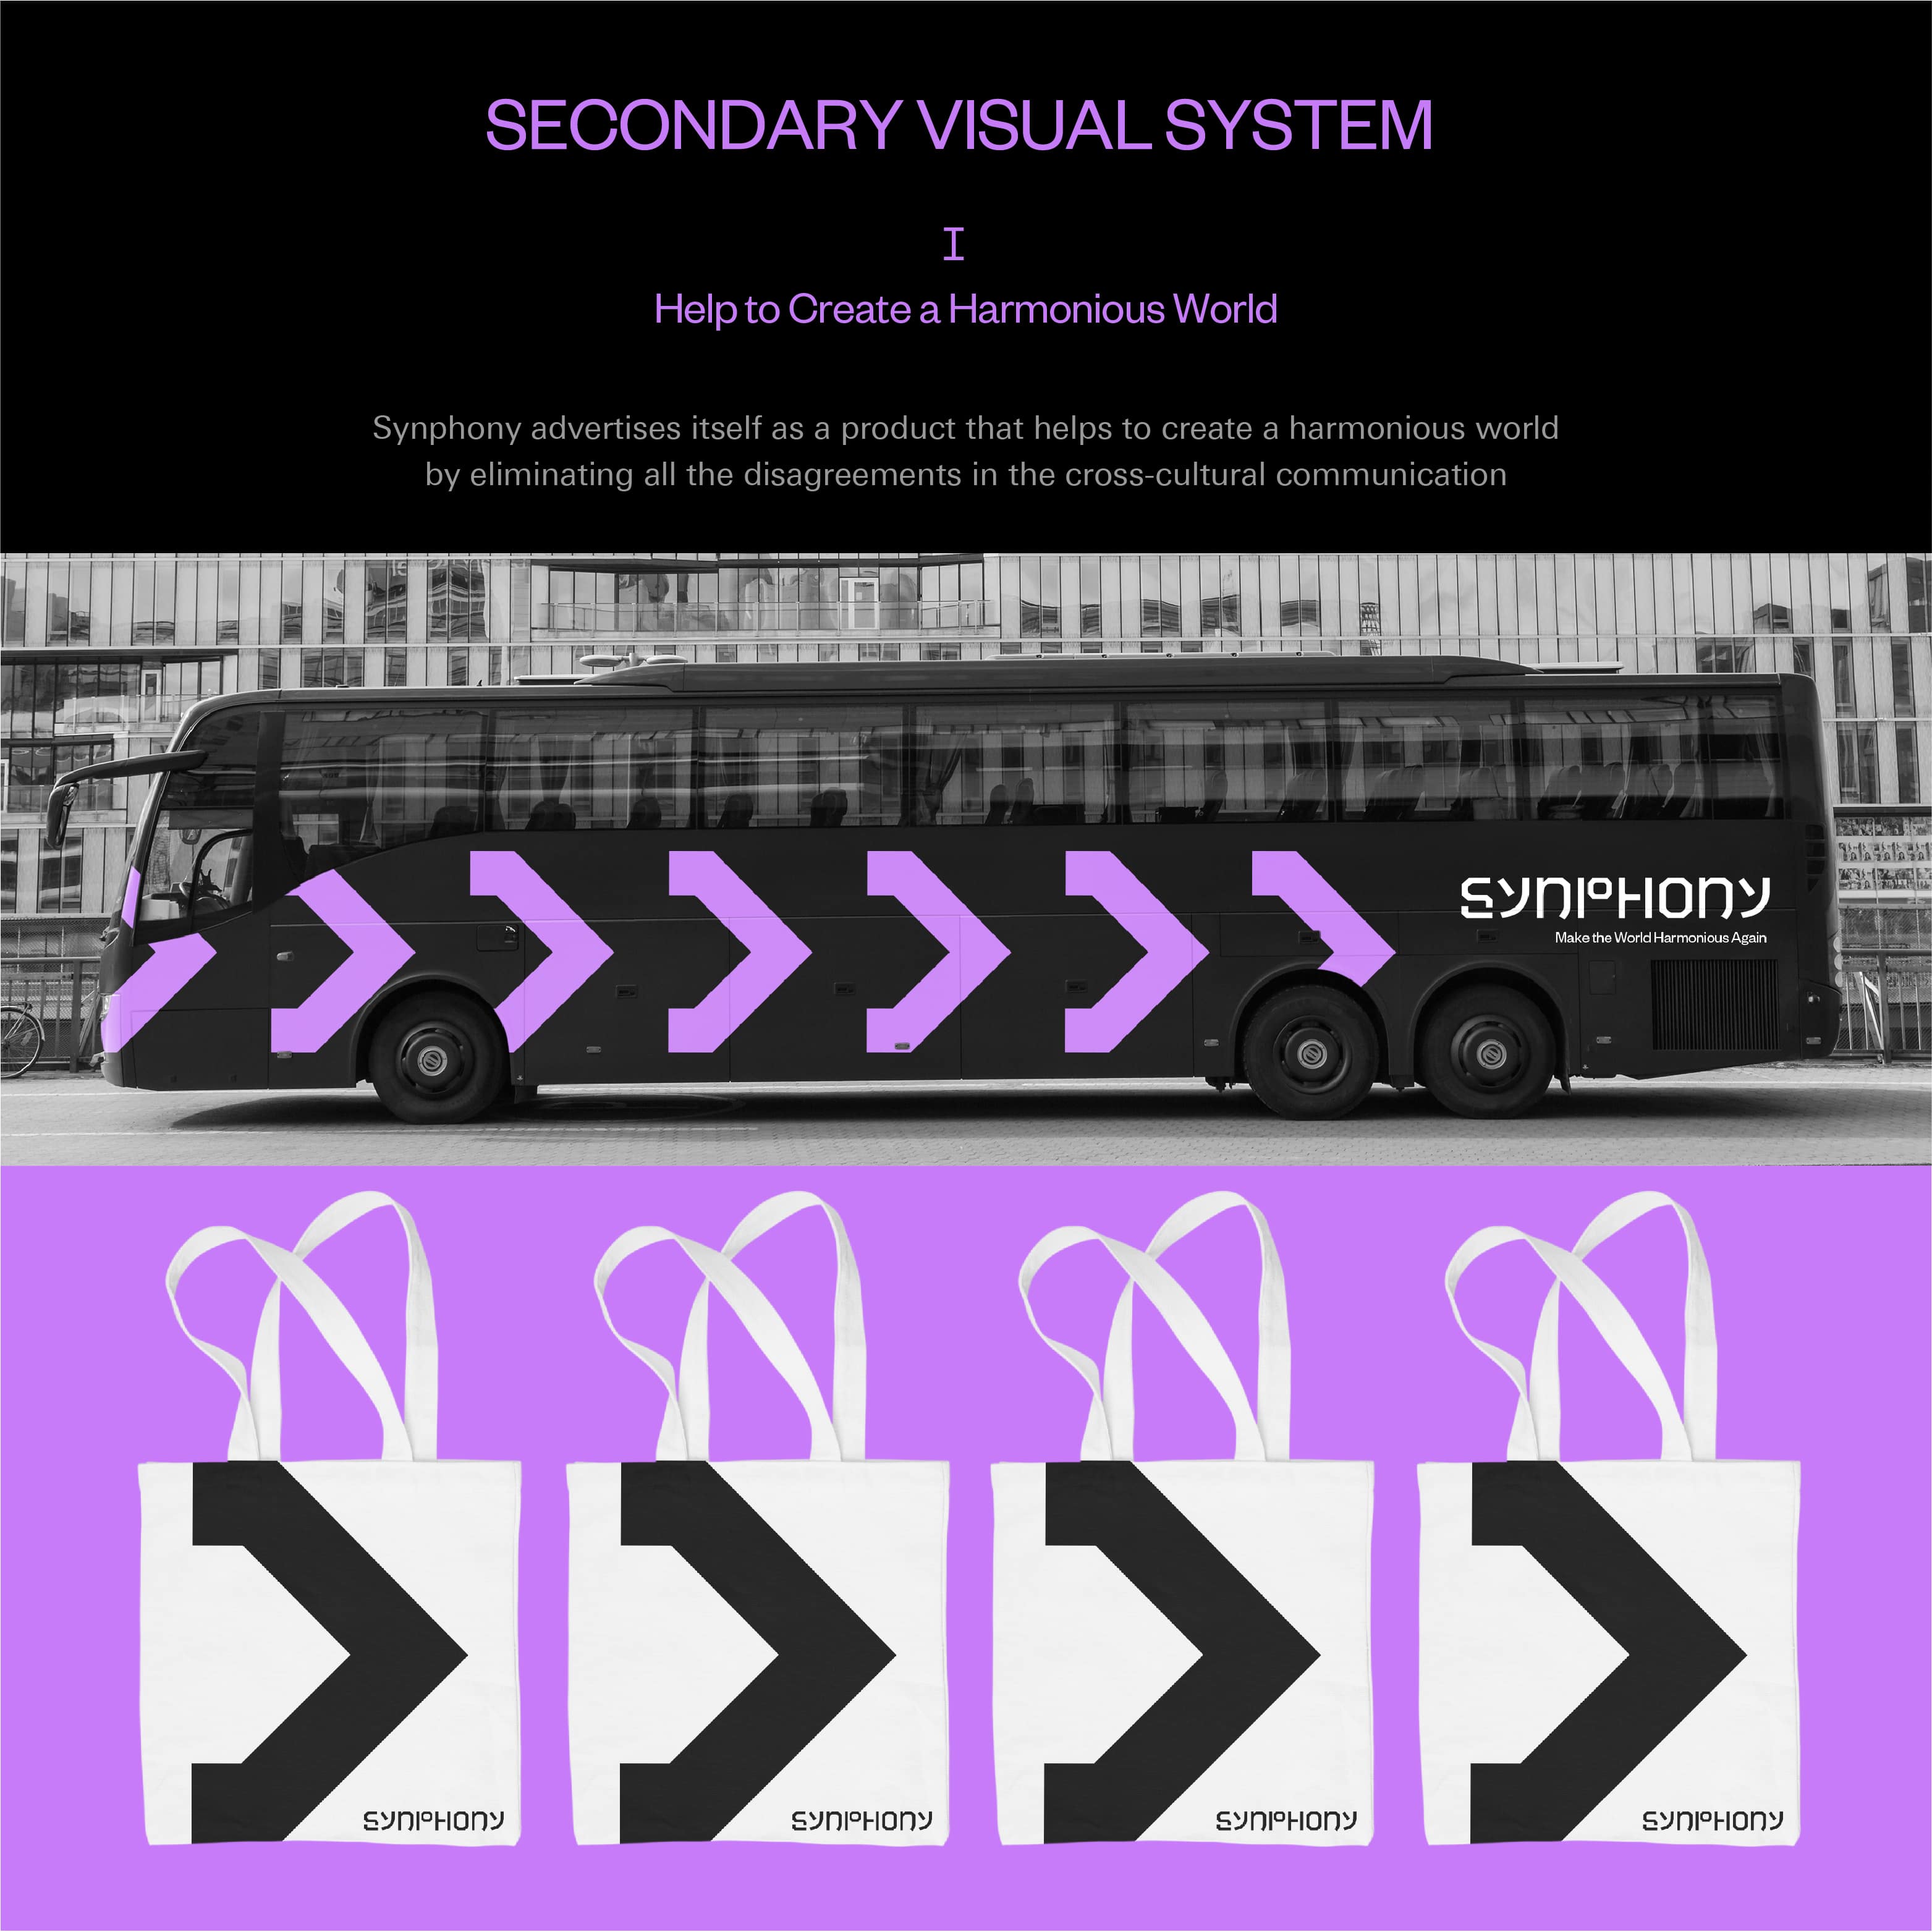 SECONDARY VISUAL SYSTEM
I
Help to Create a Harmonious World
Synphony advertises itself as a product that helps to create a harmonious world
by eliminating all the disagreements in the cross-cultural communication
SYNPHONY
Make the World Harmonious Again
SYNPHONY
SYNPHONY
SYNPHONY
SYNPHONY